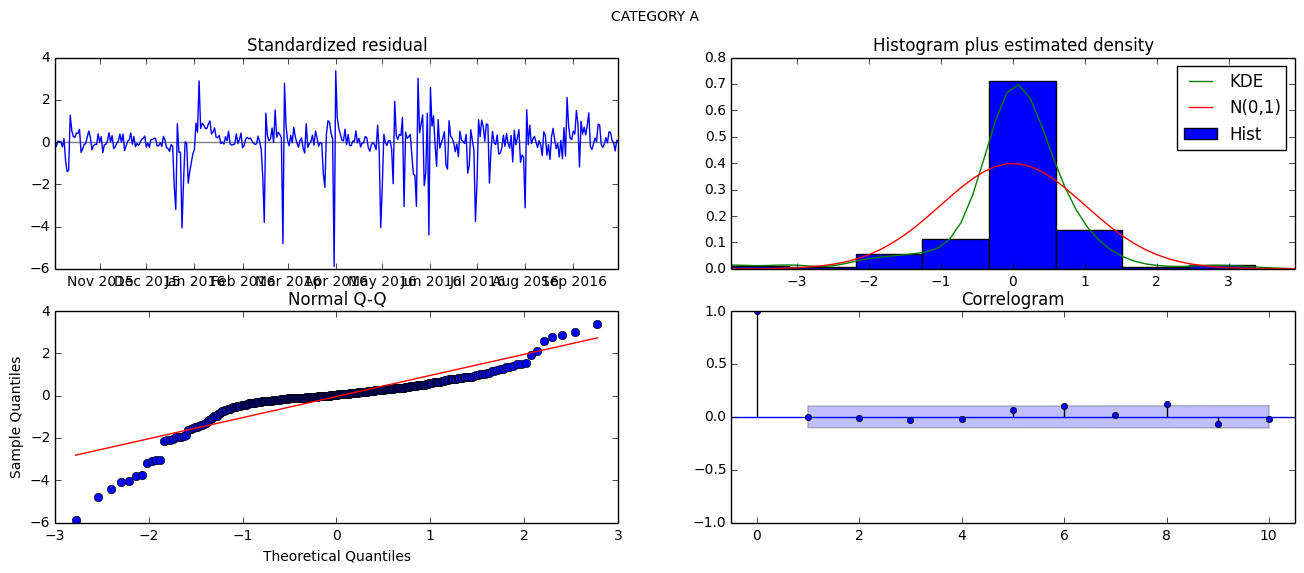 CATEGORY A
Standardized residual
4
2
0
−2
−4
−6
Nov 2015 Dec 2015 Jan 2016 Feb 2016 Mar 2016 Apr 2016 May 2016 Jun 2016 Jul 2016 Aug 2016 Sep 2016
Histogram plus estimated density
0.8
0.7
0.6
0.5
0.4
0.3
0.2
0.1
0.0
−3 −2 −1 0 1 2 3
KDE
N(0,1)
Hist
Normal Q-Q
Sample Quantiles
4
2
0
−2
−4
−6
−3 −2 −1 0 1 2 3
Theoretical Quantiles
Correlogram
1.0
0.5
0.0
−0.5
−1.0
0 2 4 6 8 10